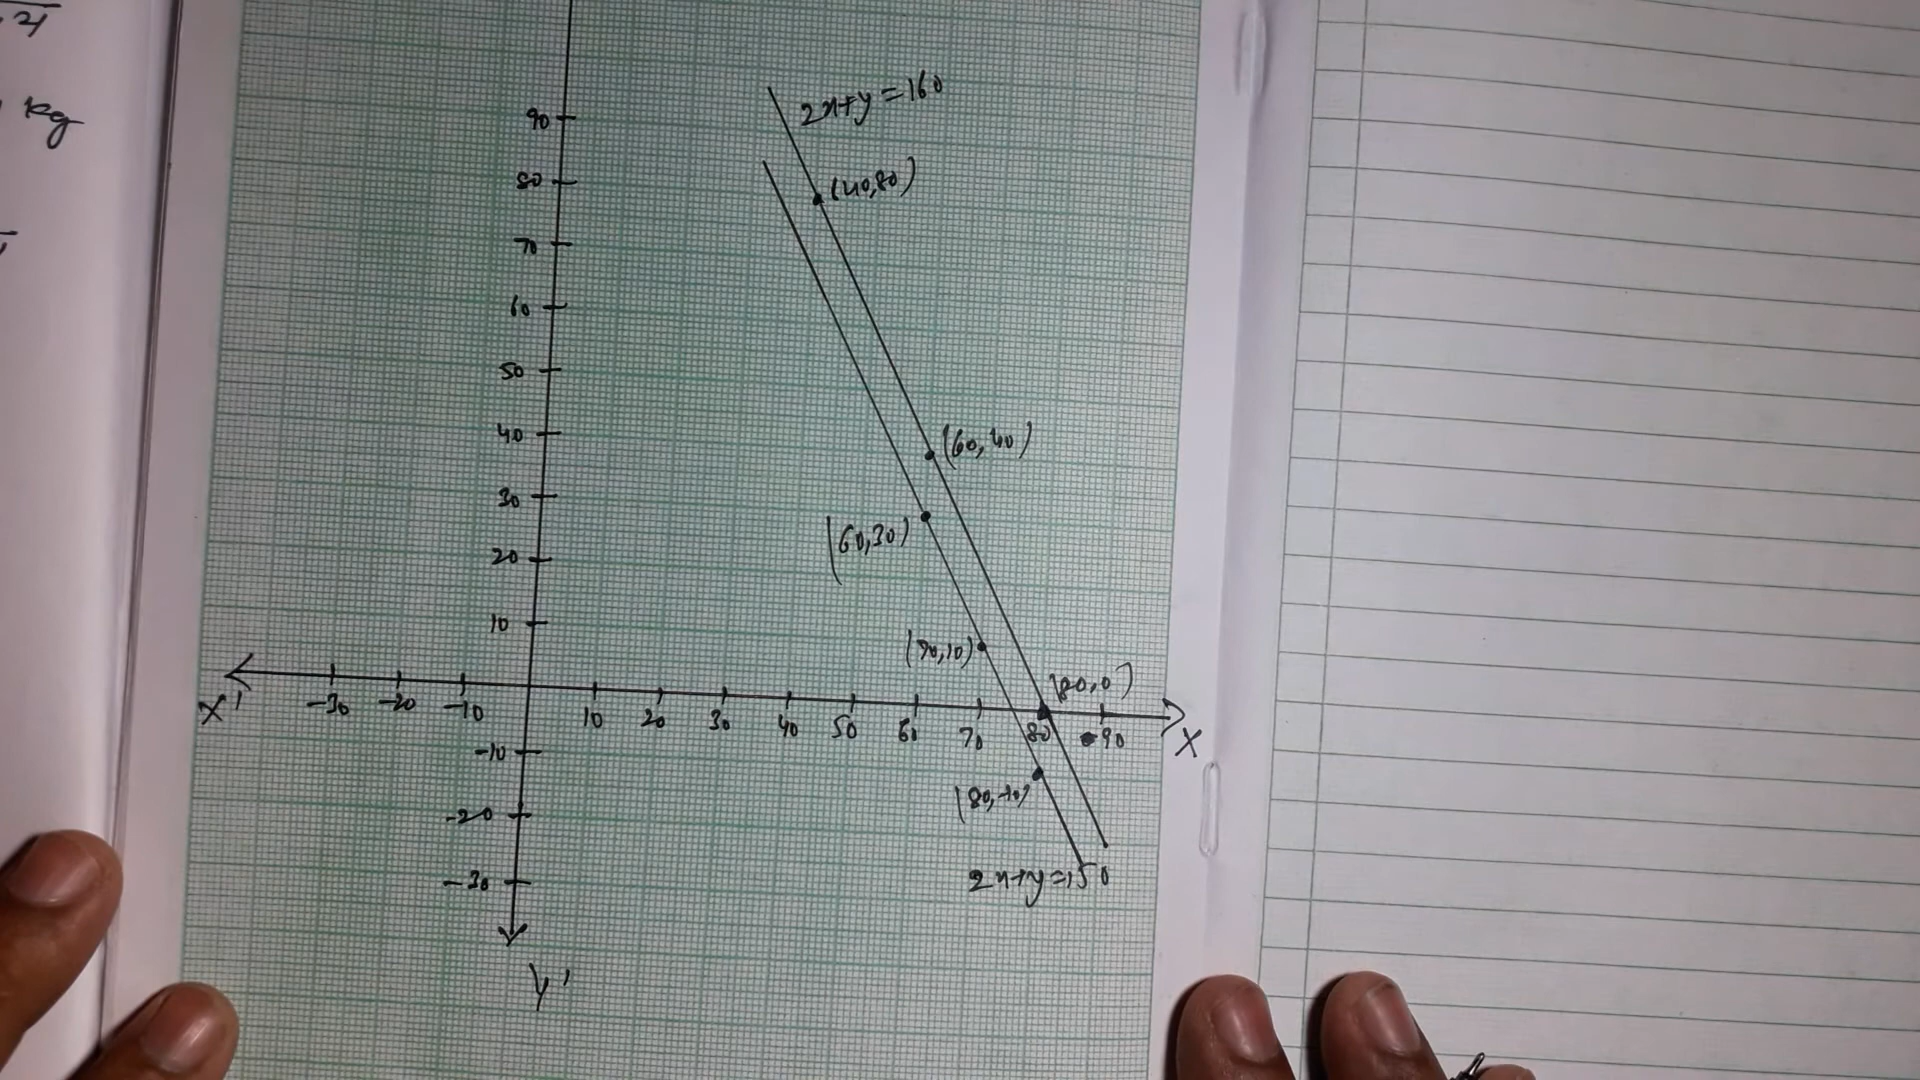 kg
2x+y=160
90
80
(40,80)
70
60
50
40
(60,40)
30
(60,30)
20
10
(70,10)
(80,0)
X'
-30 -20 -10 10 20 30 40 50 60 70 80 90
X
-10
(80,-10)
-20
-30
2x+y=150
Y'